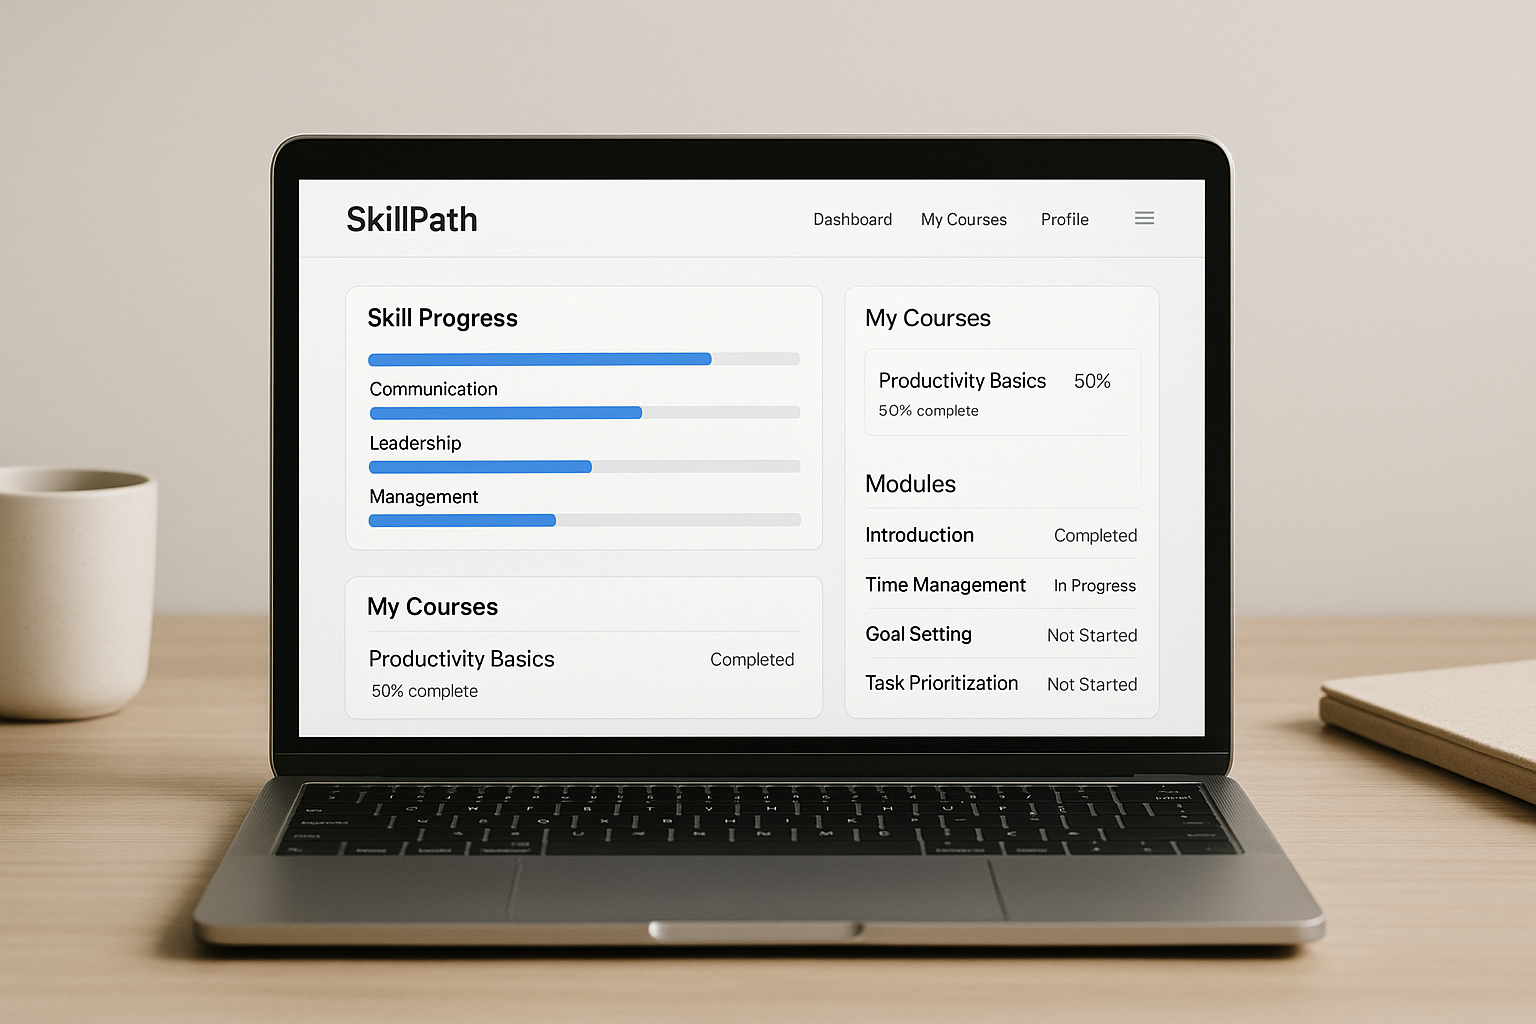 SkillPath
Dashboard My Courses Profile
Skill Progress
Communication
Leadership
Management
My Courses
Productivity Basics Completed
50% complete
My Courses
Productivity Basics 50%
50% complete
Modules
Introduction Completed
Time Management In Progress
Goal Setting Not Started
Task Prioritization Not Started